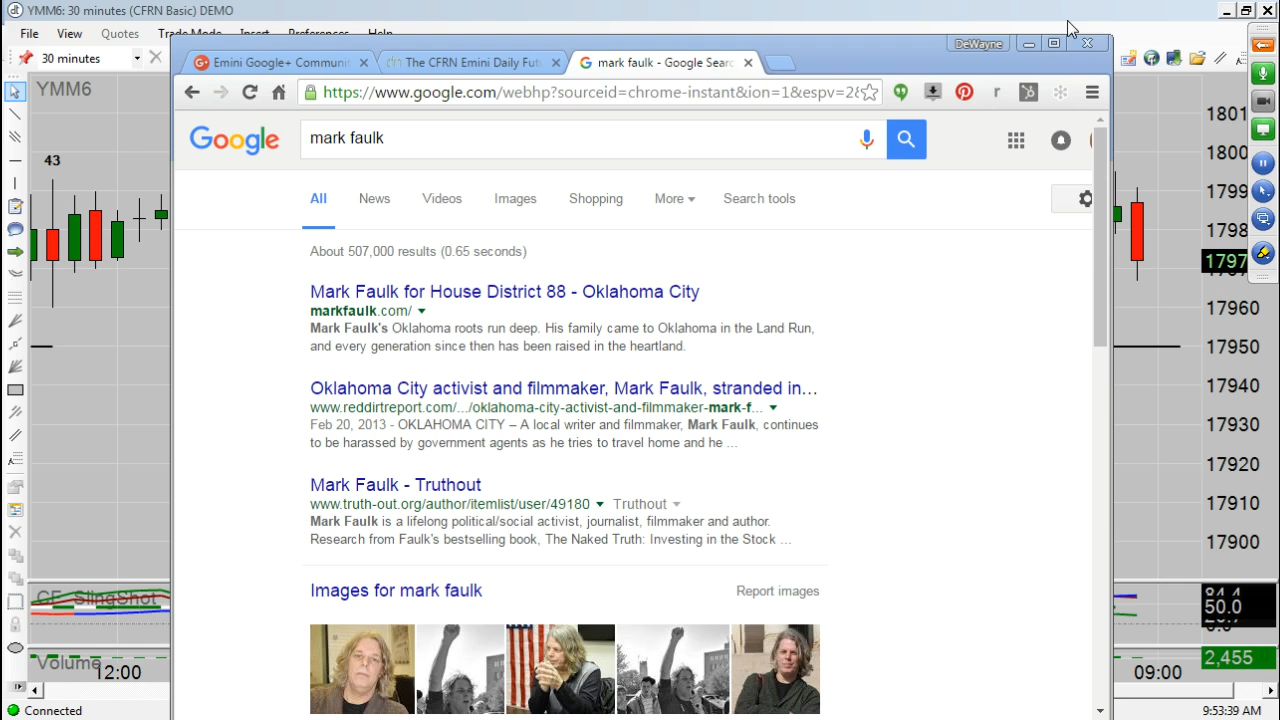 YMM6: 30 minutes (CFRN Basic) DEMO
File View Quotes Trade Mode Insert Preferences Help
DeWayne
30 minutes
Emini Google+ Communi
The CFRN Emini Daily Fut
mark faulk - Google Searc
https://www.google.com/webhp?sourceid=chrome-instant&ion=1&espv=2
YMM6
43
Google
mark faulk
All News Videos Images Shopping More Search tools
About 507,000 results (0.65 seconds)
Mark Faulk for House District 88 - Oklahoma City
markfaulk.com/
Mark Faulk's Oklahoma roots run deep. His family came to Oklahoma in the Land Run,
and every generation since then has been raised in the heartland.
Oklahoma City activist and filmmaker, Mark Faulk, stranded in...
www.reddirtreport.com/.../oklahoma-city-activist-and-filmmaker-mark-f...
Feb 20, 2013 - OKLAHOMA CITY – A local writer and filmmaker, Mark Faulk, continues
to be harassed by government agents as he tries to travel home and he ...
Mark Faulk - Truthout
www.truth-out.org/author/itemlist/user/49180 Truthout
Mark Faulk is a lifelong political/social activist, journalist, filmmaker and author.
Research from Faulk's bestselling book, The Naked Truth: Investing in the Stock ...
Images for mark faulk
Report images
1801
1800
1799
1798
1797
17960
17950
17940
17930
17920
17910
17900
CF SlingShot
84.4
50.0
Volume
2,455
12:00
09:00
Connected
9:53:39 AM